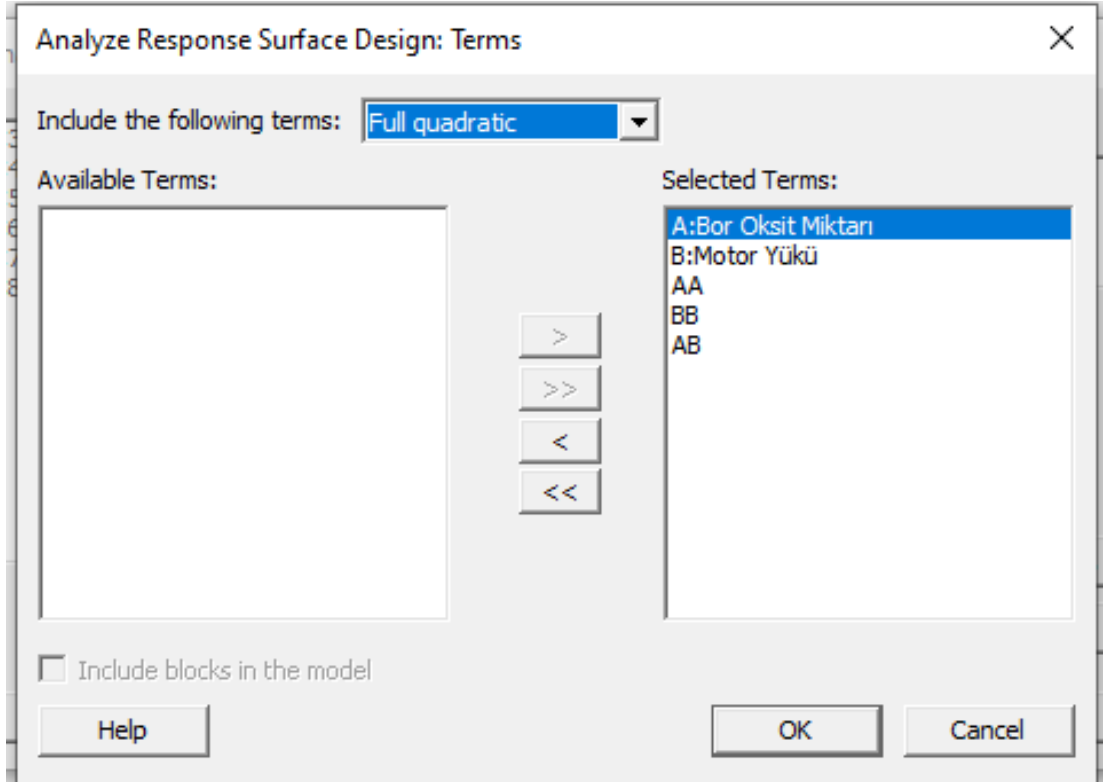 Analyze Response Surface Design: Terms
Include the following terms: Full quadratic
Available Terms:
Selected Terms:
A:Bor Oksit Miktarı
B:Motor Yükü
AA
BB
AB
>
>>
<
<<
Include blocks in the model
Help
OK
Cancel